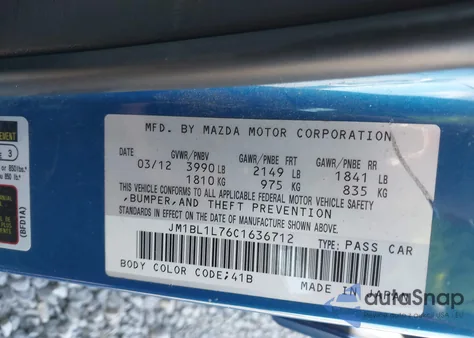 MFD. BY MAZDA MOTOR CORPORATION
DATE GVWR/PNBV GAWR/PNBE FRT GAWR/PNBE RR
03/12 3990 LB 2149 LB 1841 LB
1810 KG 975 KG 835 KG
THIS VEHICLE CONFORMS TO ALL APPLICABLE FEDERAL MOTOR VEHICLE SAFETY,
BUMPER, AND THEFT PREVENTION
STANDARDS IN EFFECT ON THE DATE OF MANUFACTURE SHOWN ABOVE.
JM1BL1L76C1636712 TYPE: PASS CAR
BODY COLOR CODE;41B MADE IN JAPAN
(BFD1A)
3
autoSnap